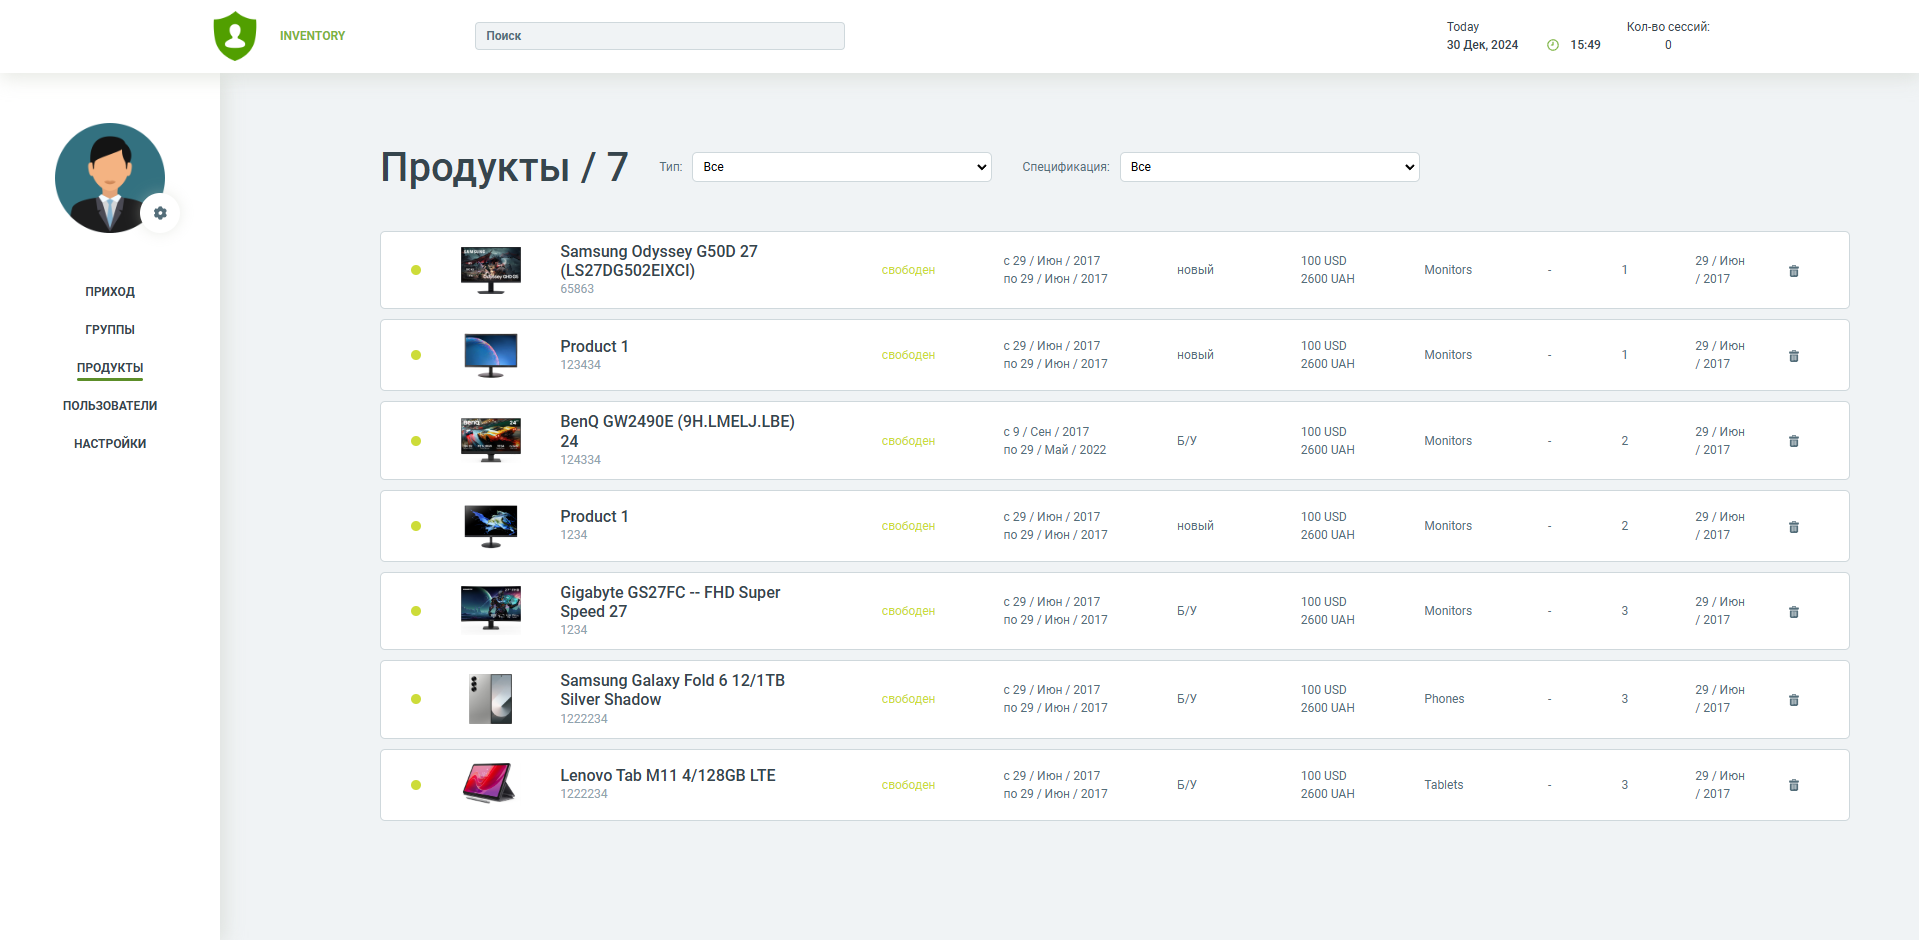 INVENTORY
Поиск
Today
30 Дек, 2024
15:49
Кол-во сессий:
0
ПРИХОД
ГРУППЫ
ПРОДУКТЫ
ПОЛЬЗОВАТЕЛИ
НАСТРОЙКИ
Продукты / 7
Тип:
Все
Спецификация:
Все
Samsung Odyssey G50D 27
(LS27DG502EIXCI)
65863
свободен
с 29 / Июн / 2017
по 29 / Июн / 2017
новый
100 USD
2600 UAH
Monitors
-
1
29 / Июн
/ 2017
Product 1
123434
свободен
с 29 / Июн / 2017
по 29 / Июн / 2017
новый
100 USD
2600 UAH
Monitors
-
1
29 / Июн
/ 2017
BenQ GW2490E (9H.LMELJ.LBE)
24
124334
свободен
с 9 / Сен / 2017
по 29 / Май / 2022
Б/У
100 USD
2600 UAH
Monitors
-
2
29 / Июн
/ 2017
Product 1
1234
свободен
с 29 / Июн / 2017
по 29 / Июн / 2017
новый
100 USD
2600 UAH
Monitors
-
2
29 / Июн
/ 2017
Gigabyte GS27FC -- FHD Super
Speed 27
1234
свободен
с 29 / Июн / 2017
по 29 / Июн / 2017
Б/У
100 USD
2600 UAH
Monitors
-
3
29 / Июн
/ 2017
Samsung Galaxy Fold 6 12/1TB
Silver Shadow
1222234
свободен
с 29 / Июн / 2017
по 29 / Июн / 2017
Б/У
100 USD
2600 UAH
Phones
-
3
29 / Июн
/ 2017
Lenovo Tab M11 4/128GB LTE
1222234
свободен
с 29 / Июн / 2017
по 29 / Июн / 2017
Б/У
100 USD
2600 UAH
Tablets
-
3
29 / Июн
/ 2017